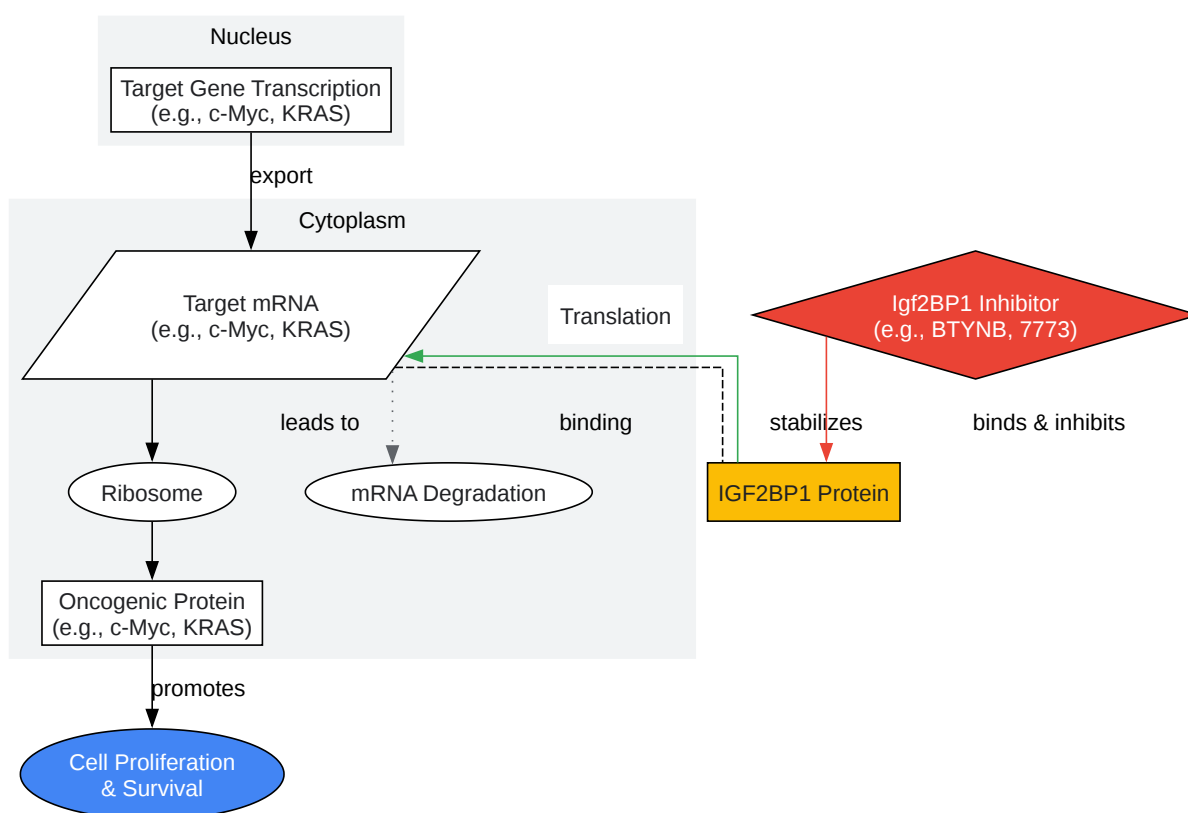 Nucleus
Target Gene Transcription
(e.g., c-Myc, KRAS)
export
Cytoplasm
Target mRNA
(e.g., c-Myc, KRAS)
Translation
Igf2BP1 Inhibitor
(e.g., BTYNB, 7773)
leads to
binding
stabilizes
binds & inhibits
Ribosome
mRNA Degradation
IGF2BP1 Protein
Oncogenic Protein
(e.g., c-Myc, KRAS)
promotes
Cell Proliferation
& Survival